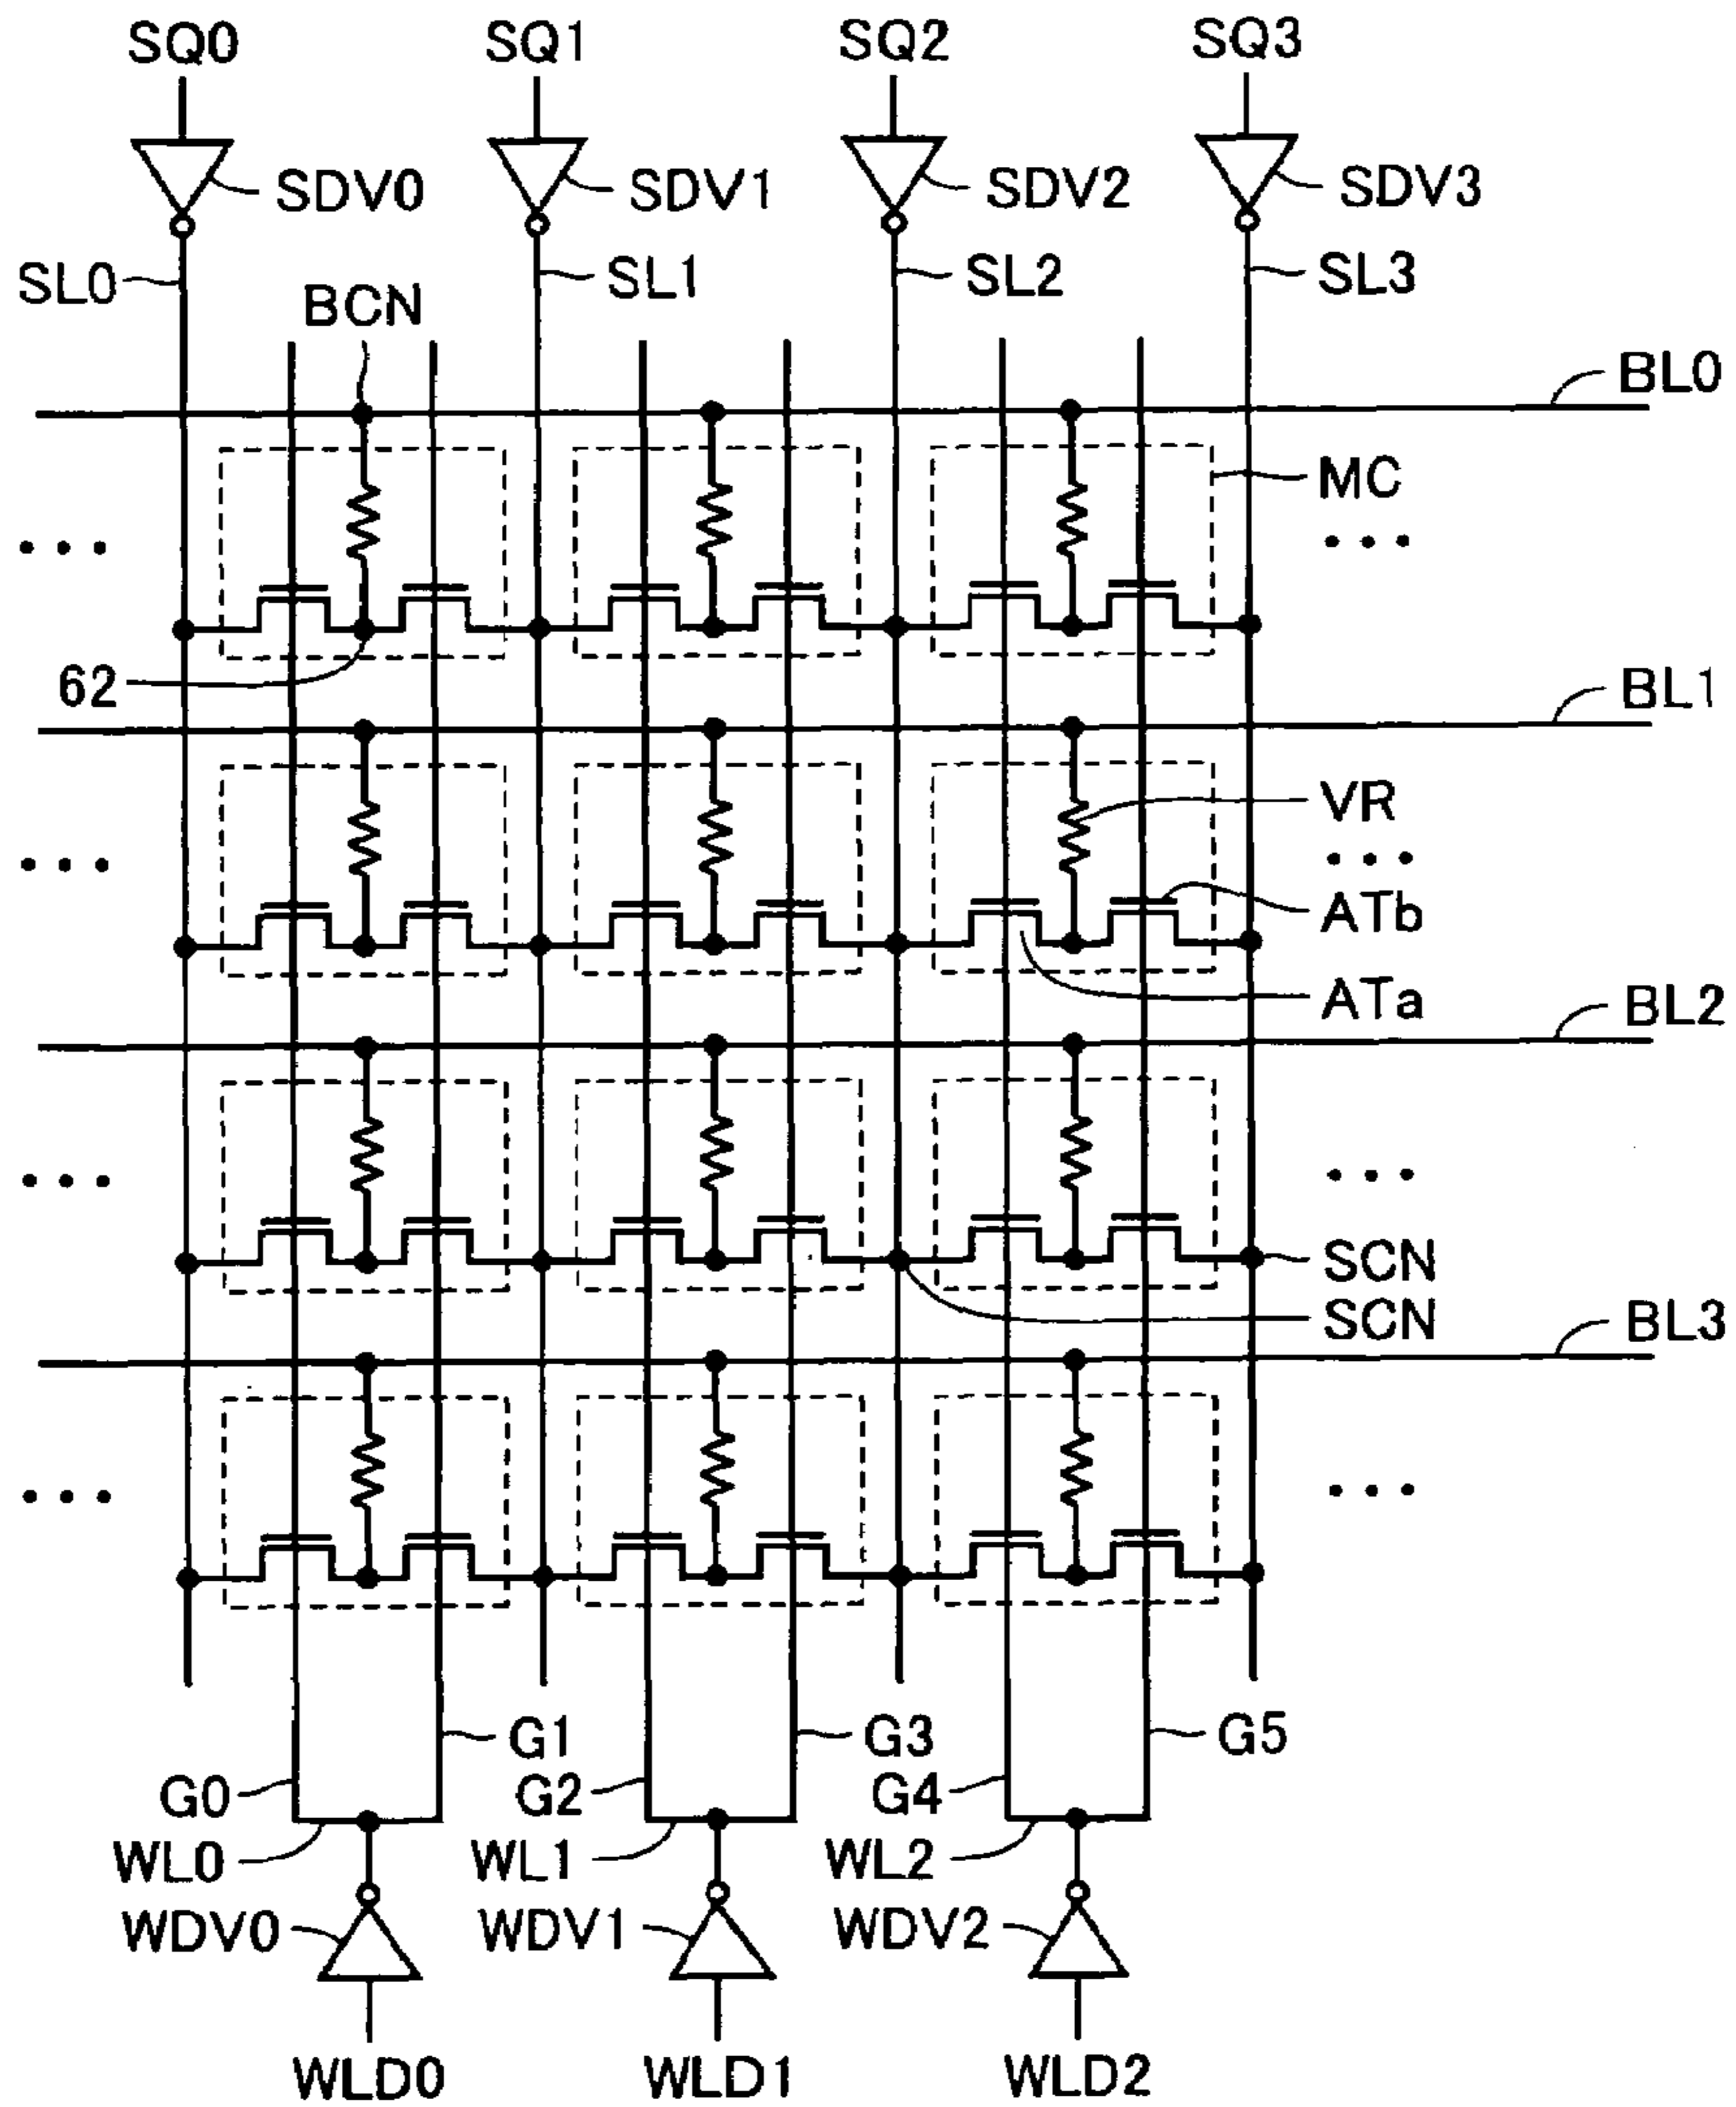 SQ0 SQ1 SQ2 SQ3
SDV0 SDV1 SDV2 SDV3
SL0 SL1 SL2 SL3
BCN
BL0
MC
• • • • • •
62
BL1
VR
• • • • • •
ATb
ATa
BL2
• • • • • •
SCN
SCN
BL3
• • • • • •
G1 G3 G5
G0 G2 G4
WL0 WL1 WL2
WDV0 WDV1 WDV2
WLD0 WLD1 WLD2